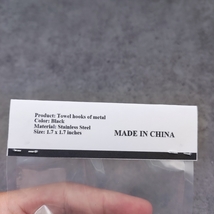 Product: Towel hooks of metal
Color: Black
Material: Stainless Steel
Size: 1.7 x 1.7 inches
MADE IN CHINA